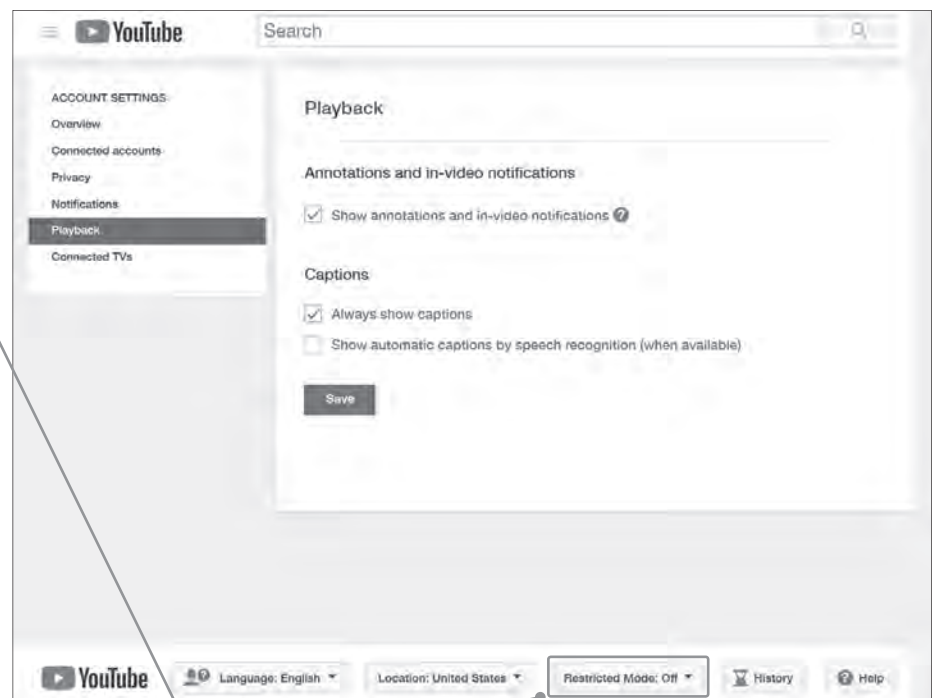 YouTube Search
ACCOUNT SETTINGS
Overview
Connected accounts
Privacy
Notifications
Playback
Connected TVs
Playback
Annotations and in-video notifications
Show annotations and in-video notifications ?
Captions
Always show captions
Show automatic captions by speech recognition (when available)
Save
YouTube Language: English Location: United States Restricted Mode: Off History Help